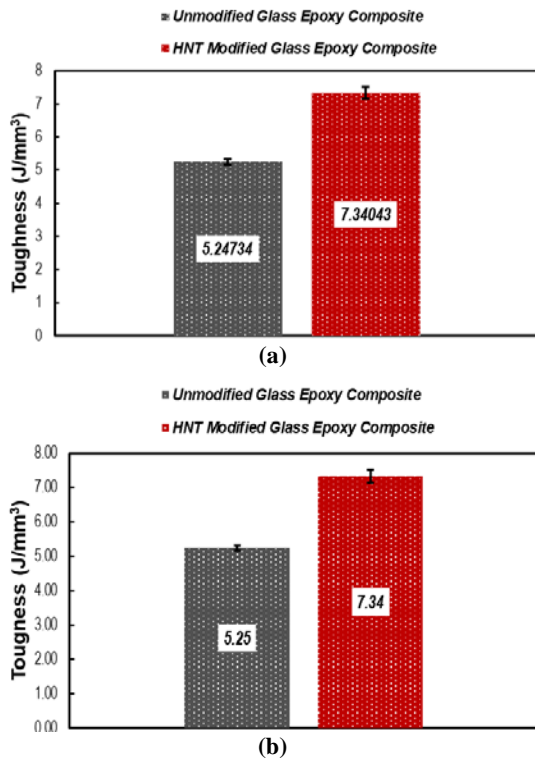 Unmodified Glass Epoxy Composite
HNT Modified Glass Epoxy Composite
8
7
6
5
4
3
2
1
0
Toughness (J/mm³)
5.24734
7.34043
(a)
Unmodified Glass Epoxy Composite
HNT Modified Glass Epoxy Composite
8.00
7.00
6.00
5.00
4.00
3.00
2.00
1.00
0.00
Tougness (J/mm³)
5.25
7.34
(b)